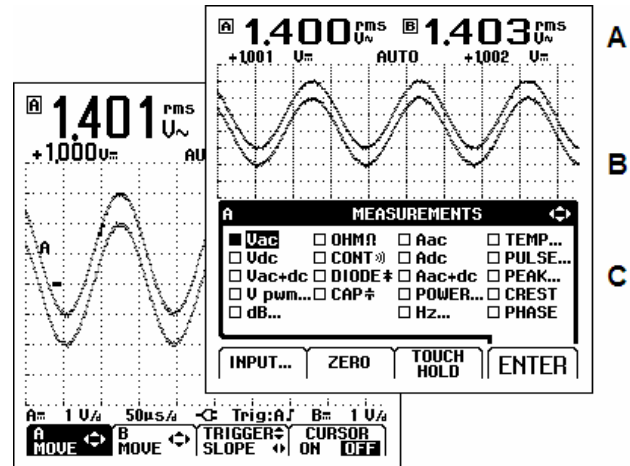 A 1.400 rms V~ B 1.403 rms V~
+1.001 V⎓ AUTO +1.002 V⎓
A
B
A MEASUREMENTS
Vac OHMΩ Aac TEMP...
Vdc CONT Adc PULSE...
Vac+dc DIODE Aac+dc PEAK...
V pwm... CAP POWER... CREST
dB... Hz... PHASE
C
INPUT... ZERO TOUCH HOLD ENTER
A 1.401 rms V~
+1.000 V⎓ AU
A
A⎓ 1 V/d 50µs/d Trig:A B⎓ 1 V/d
A MOVE B MOVE TRIGGER SLOPE CURSOR ON OFF